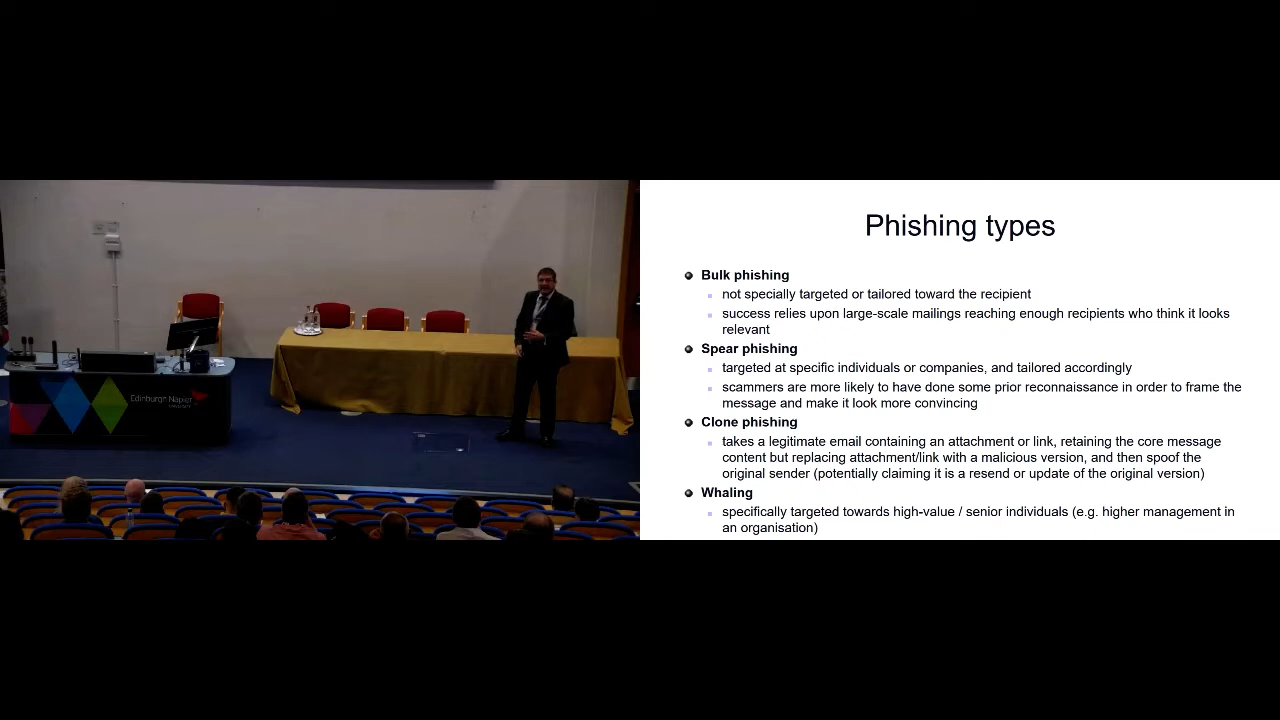 Edinburgh Napier
UNIVERSITY
Phishing types
Bulk phishing
not specially targeted or tailored toward the recipient
success relies upon large-scale mailings reaching enough recipients who think it looks
relevant
Spear phishing
targeted at specific individuals or companies, and tailored accordingly
scammers are more likely to have done some prior reconnaissance in order to frame the
message and make it look more convincing
Clone phishing
takes a legitimate email containing an attachment or link, retaining the core message
content but replacing attachment/link with a malicious version, and then spoof the
original sender (potentially claiming it is a resend or update of the original version)
Whaling
specifically targeted towards high-value / senior individuals (e.g. higher management in
an organisation)